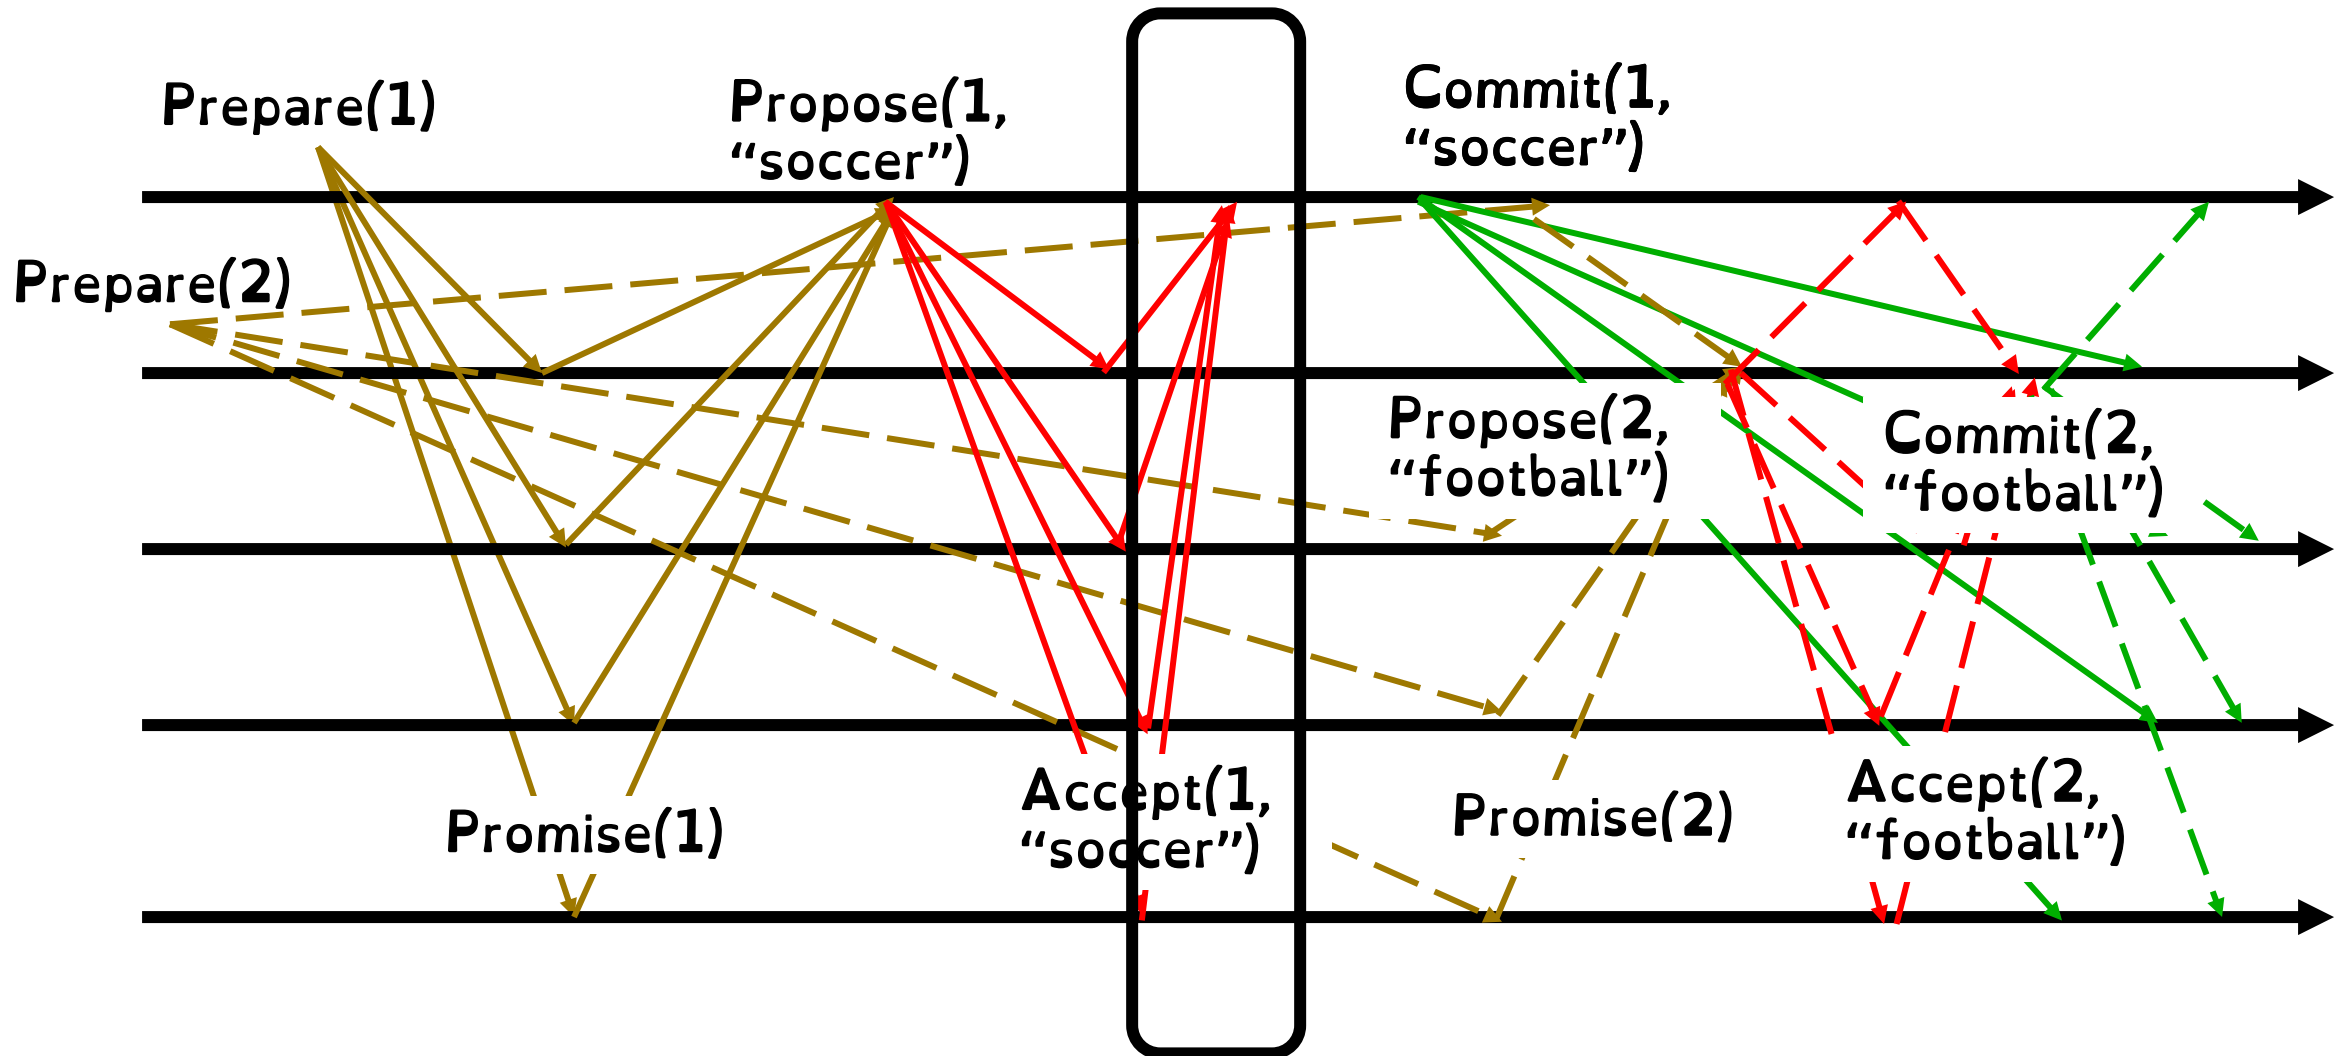 Prepare(1)
Propose(1,
“soccer”)
Commit(1,
“soccer”)
Prepare(2)
Propose(2,
“football”)
Commit(2,
“football”)
Promise(1)
Accept(1,
“soccer”)
Promise(2)
Accept(2,
“football”)